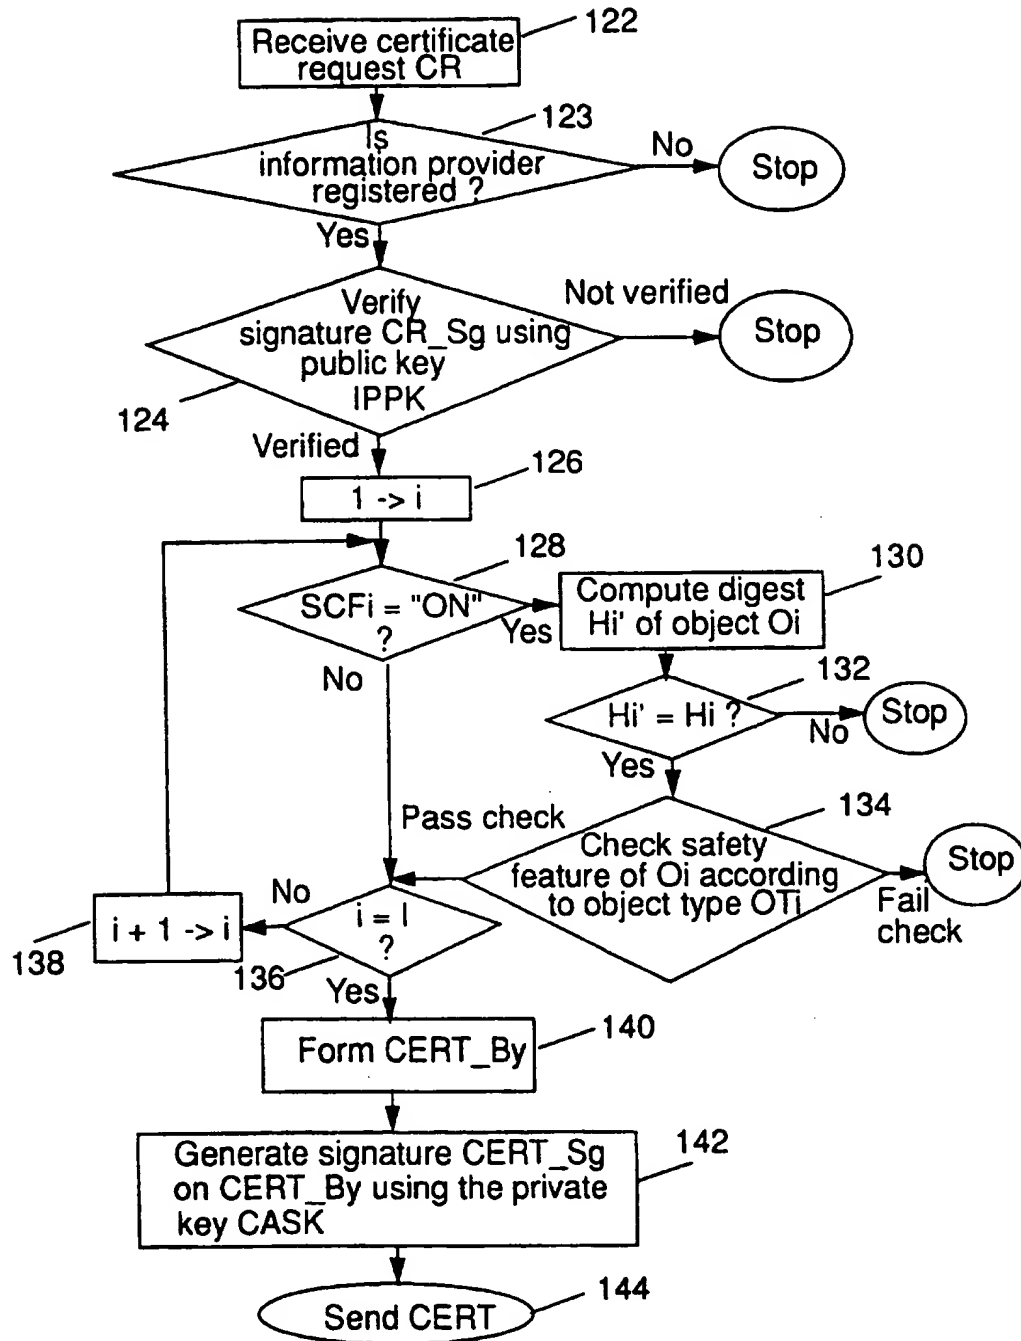 Receive certificate
request CR
122
Is
information provider
registered ?
123
No
Stop
Yes
Verify
signature CR_Sg using
public key
IPPK
124
Not verified
Stop
Verified
1 -> i
126
SCFi = "ON"
?
128
Yes
Compute digest
Hi' of object Oi
130
No
Hi' = Hi ?
132
No
Stop
Yes
Check safety
feature of Oi according
to object type OTi
134
Pass check
Fail
check
Stop
i = I
?
136
No
i + 1 -> i
138
Yes
Form CERT_By
140
Generate signature CERT_Sg
on CERT_By using the private
key CASK
142
Send CERT
144